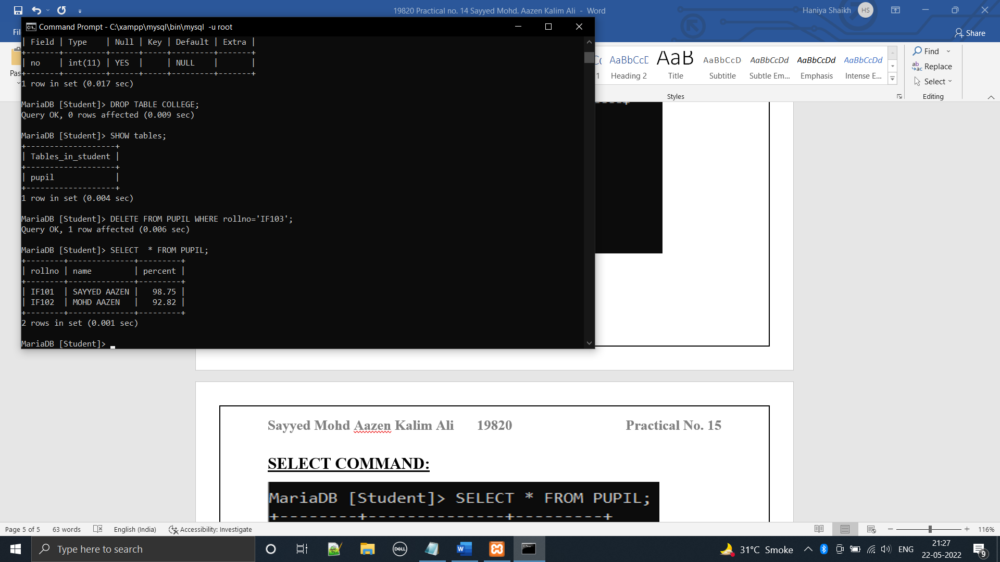 19820 Practical no. 14 Sayyed Mohd. Aazen Kalim Ali - Word
Haniya Shaikh HS
Share
Command Prompt - C:\xampp\mysql\bin\mysql -u root
| Field | Type | Null | Key | Default | Extra |
+-------+---------+------+-----+---------+-------+
| no | int(11) | YES | | NULL | |
+-------+---------+------+-----+---------+-------+
1 row in set (0.017 sec)
MariaDB [Student]> DROP TABLE COLLEGE;
Query OK, 0 rows affected (0.009 sec)
MariaDB [Student]> SHOW tables;
+-------------------+
| Tables_in_student |
+-------------------+
| pupil |
+-------------------+
1 row in set (0.004 sec)
MariaDB [Student]> DELETE FROM PUPIL WHERE rollno='IF103';
Query OK, 1 row affected (0.006 sec)
MariaDB [Student]> SELECT * FROM PUPIL;
+--------+--------------+---------+
| rollno | name | percent |
+--------+--------------+---------+
| IF101 | SAYYED AAZEN | 98.75 |
| IF102 | MOHD AAZEN | 92.82 |
+--------+--------------+---------+
2 rows in set (0.001 sec)
MariaDB [Student]>
AaBbCcD AaB AaBbCcD AaBbCcDd AaBbCcDd AaBbCcDd
1 Heading 2 Title Subtitle Subtle Em... Emphasis Intense E...
Styles
Find
Replace
Select
Editing
Sayyed Mohd Aazen Kalim Ali 19820 Practical No. 15
SELECT COMMAND:
MariaDB [Student]> SELECT * FROM PUPIL;
+--------+--------------+---------+
Page 5 of 5 63 words English (India) Accessibility: Investigate 116%
Type here to search
DELL
31°C Smoke
ENG
21:27
22-05-2022
9